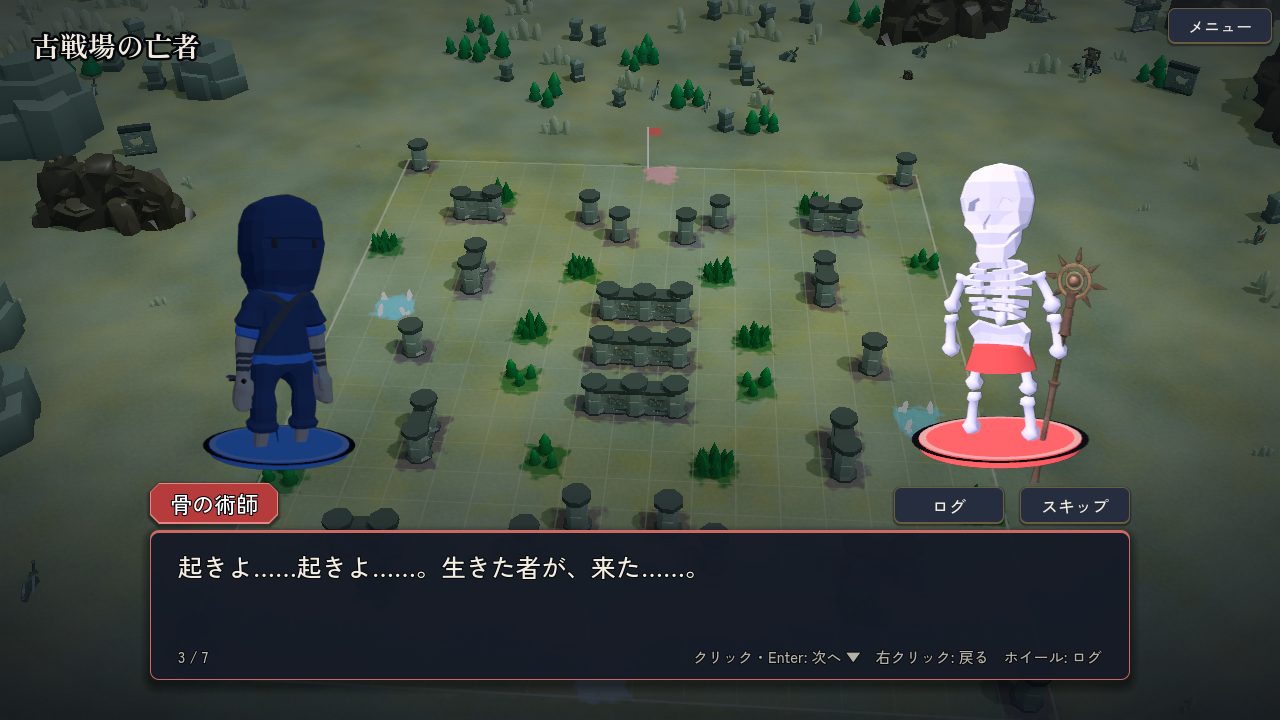 古戦場の亡者
メニュー
骨の術師
ログ
スキップ
起きよ……起きよ……。生きた者が、来た……。
3 / 7
クリック・Enter: 次へ ▼ 右クリック: 戻る ホイール: ログ